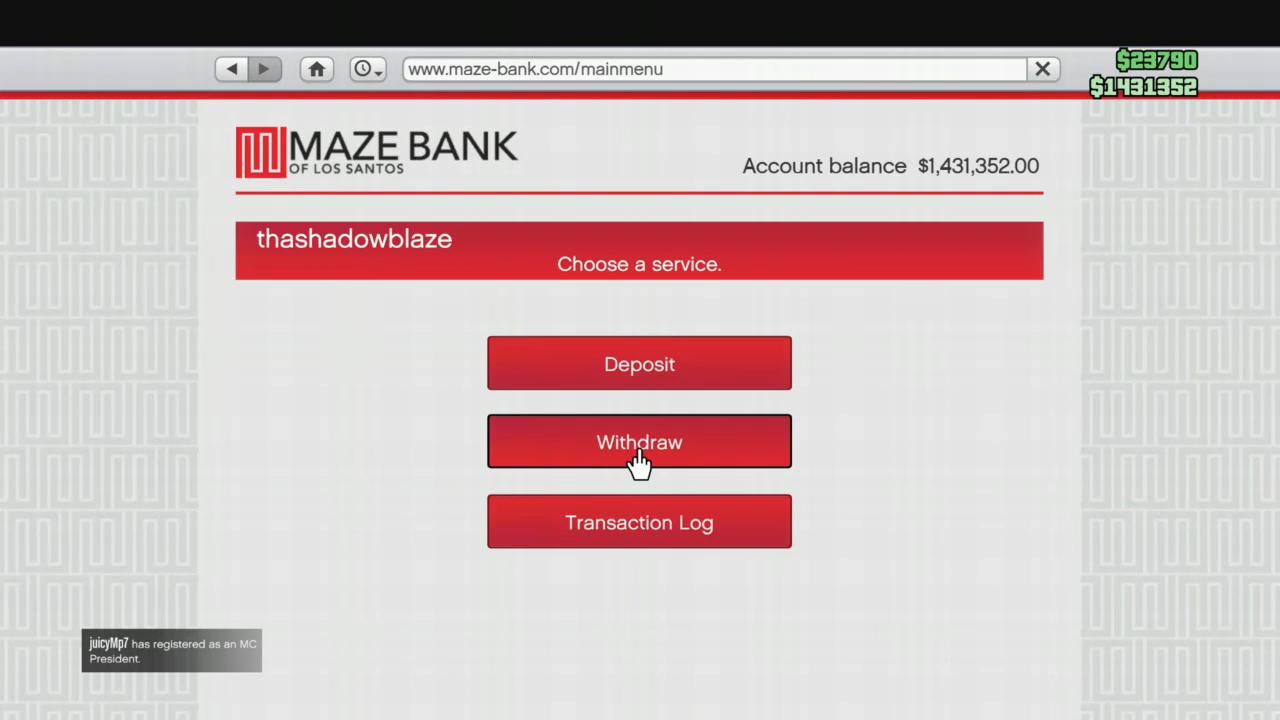 www.maze-bank.com/mainmenu
$23790
$1431352
MAZE BANK
OF LOS SANTOS
Account balance $1,431,352.00
thashadowblaze
Choose a service.
Deposit
Withdraw
Transaction Log
juicyMp7 has registered as an MC
President.